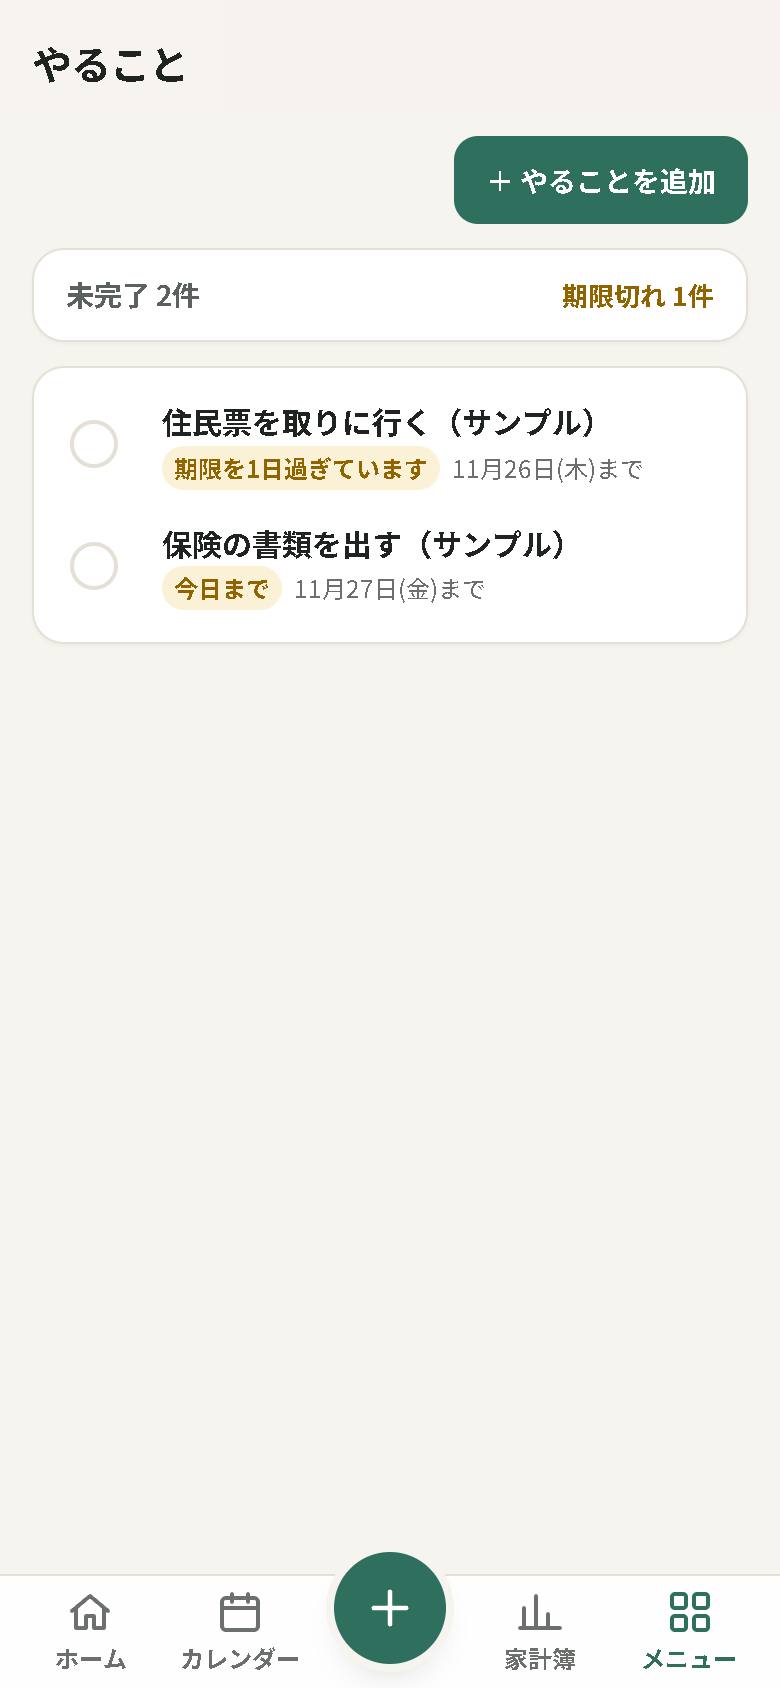 やること
＋ やることを追加
未完了 2件 期限切れ 1件
住民票を取りに行く（サンプル）
期限を1日過ぎています 11月26日(木)まで
保険の書類を出す（サンプル）
今日まで 11月27日(金)まで
ホーム カレンダー 家計簿 メニュー